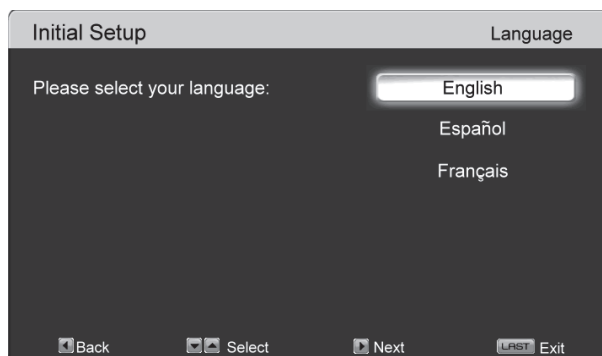 Initial Setup Language
Please select your language: English
Español
Français
Back Select Next LAST Exit